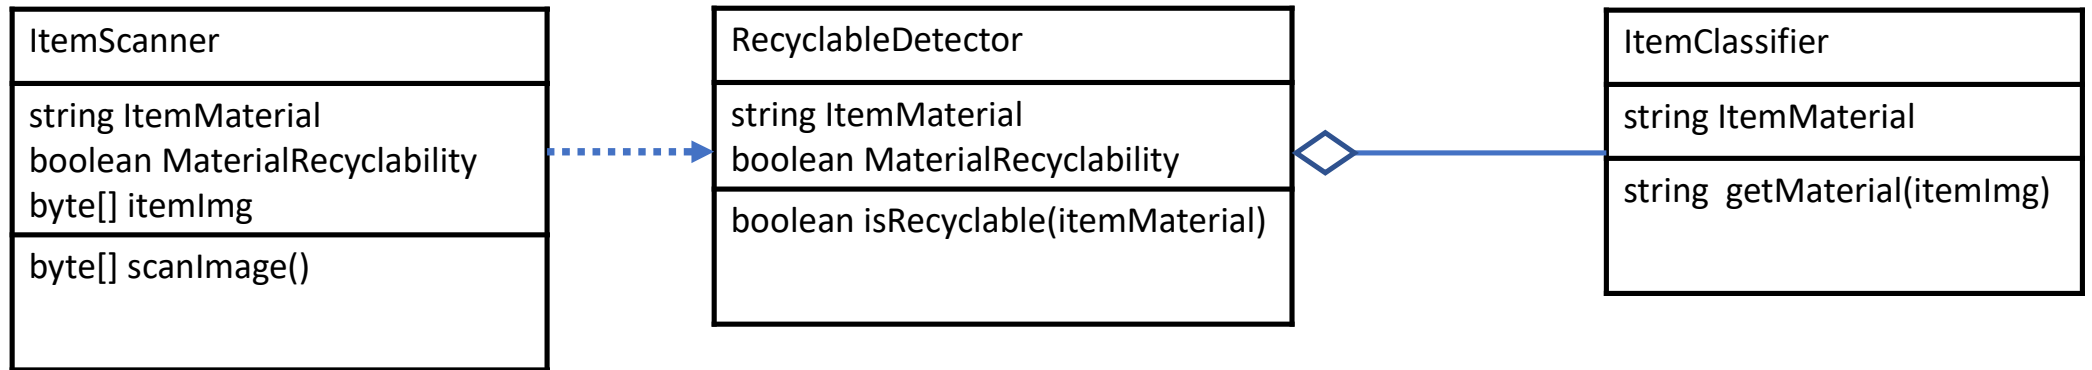 ItemScanner
string ItemMaterial
boolean MaterialRecyclability
byte[] itemImg
byte[] scanImage()
RecyclableDetector
string ItemMaterial
boolean MaterialRecyclability
boolean isRecyclable(itemMaterial)
ItemClassifier
string ItemMaterial
string  getMaterial(itemImg)